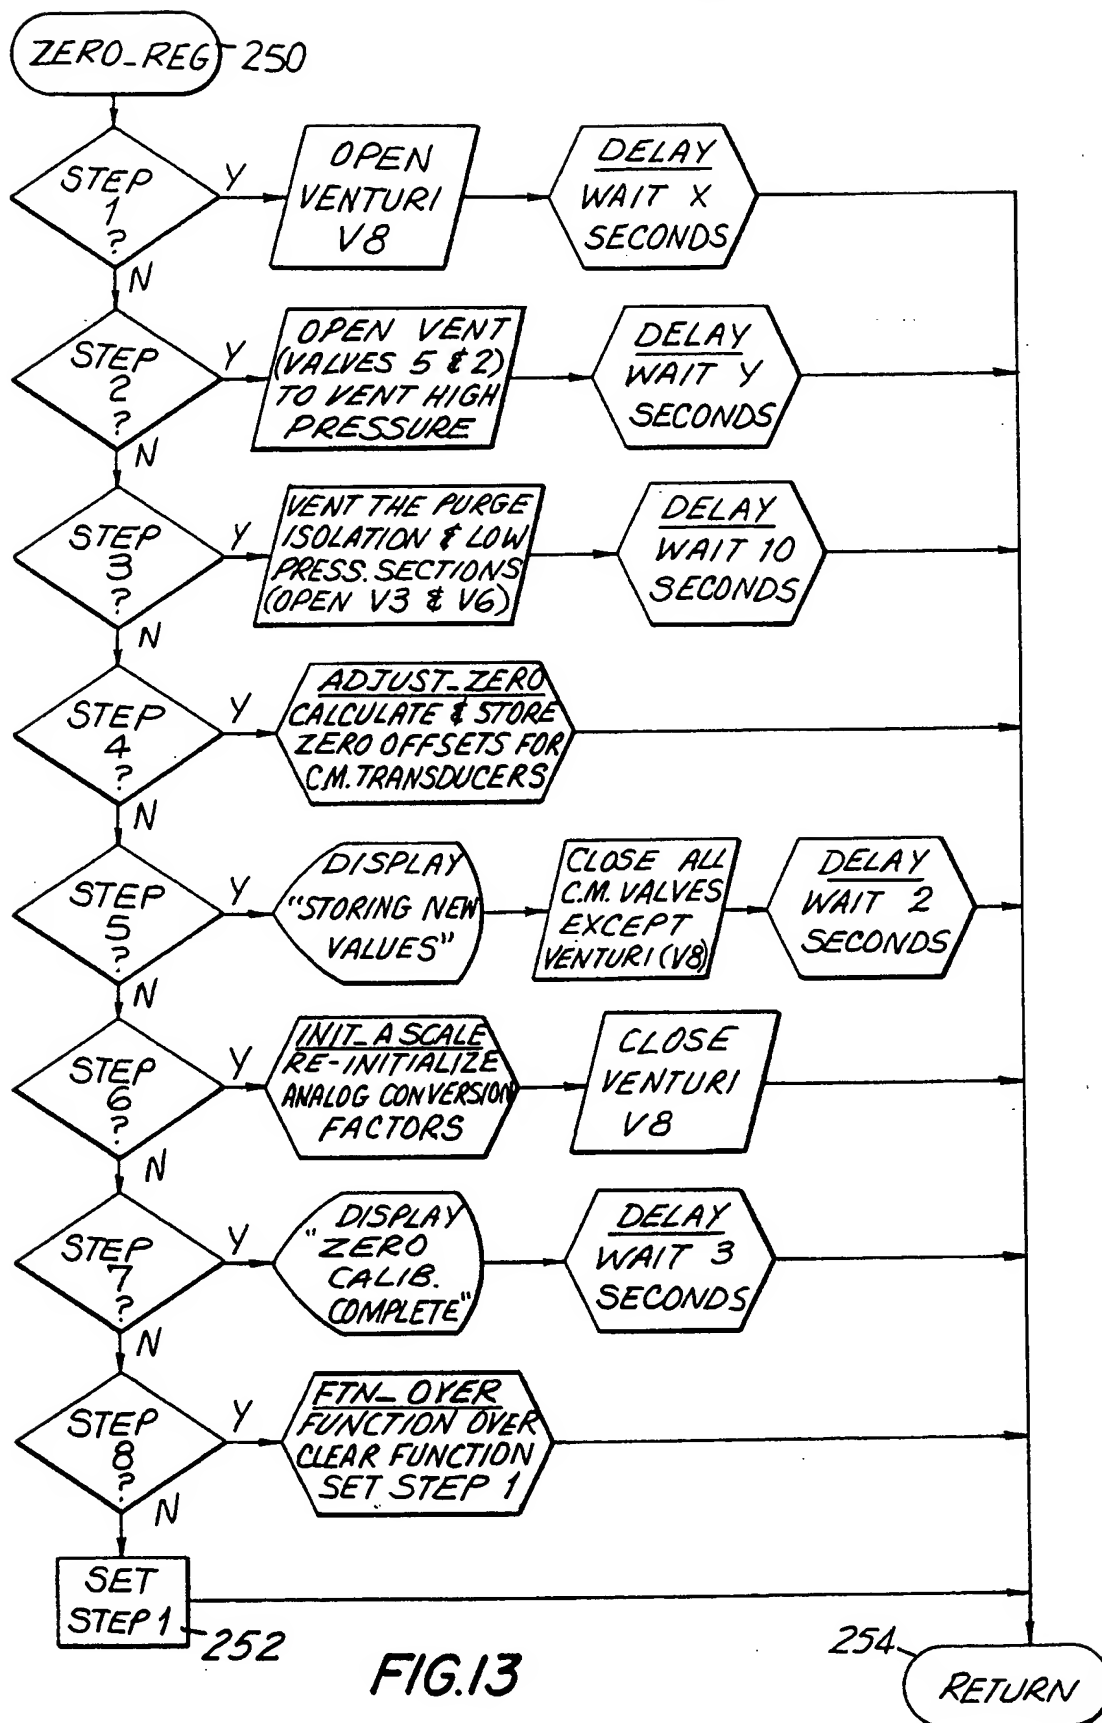 ZERO_REG 250
STEP
1
?
Y
N
OPEN
VENTURI
V8
DELAY
WAIT X
SECONDS
STEP
2
?
Y
N
OPEN VENT
(VALVES 5 & 2)
TO VENT HIGH
PRESSURE
DELAY
WAIT Y
SECONDS
STEP
3
?
Y
N
VENT THE PURGE
ISOLATION & LOW
PRESS. SECTIONS
(OPEN V3 & V6)
DELAY
WAIT 10
SECONDS
STEP
4
?
Y
N
ADJUST_ZERO
CALCULATE & STORE
ZERO OFFSETS FOR
C.M. TRANSDUCERS
STEP
5
?
Y
N
DISPLAY
"STORING NEW
VALUES"
CLOSE ALL
C.M. VALVES
EXCEPT
VENTURI (V8)
DELAY
WAIT 2
SECONDS
STEP
6
?
Y
N
INIT_A SCALE
RE-INITIALIZE
ANALOG CONVERSION
FACTORS
CLOSE
VENTURI
V8
STEP
7
?
Y
N
DISPLAY
"ZERO
CALIB.
COMPLETE"
DELAY
WAIT 3
SECONDS
STEP
8
?
Y
N
FTN_OVER
FUNCTION OVER
CLEAR FUNCTION
SET STEP 1
SET
STEP 1
252
254
RETURN
FIG. 13